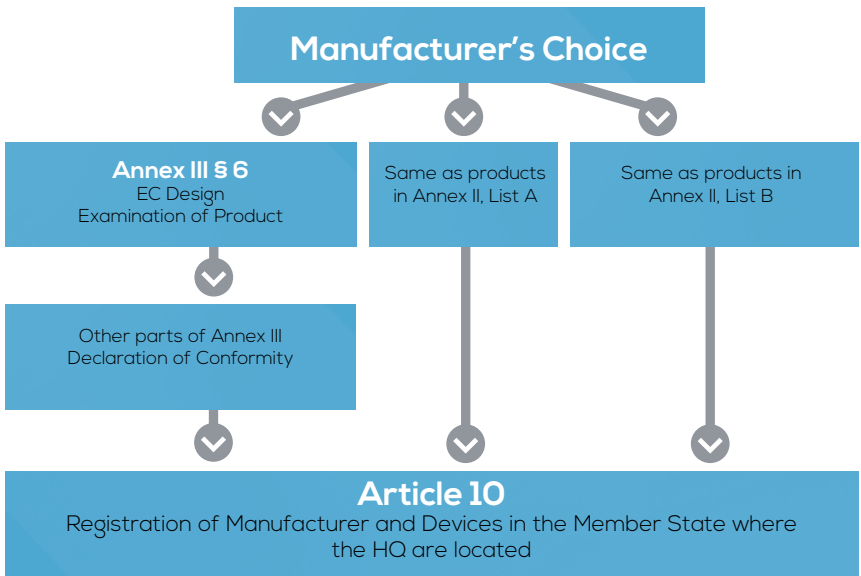 Manufacturer's Choice
Annex III § 6
EC Design
Examination of Product
Same as products
in Annex II, List A
Same as products in
Annex II, List B
Other parts of Annex III
Declaration of Conformity
Article 10
Registration of Manufacturer and Devices in the Member State where
the HQ are located